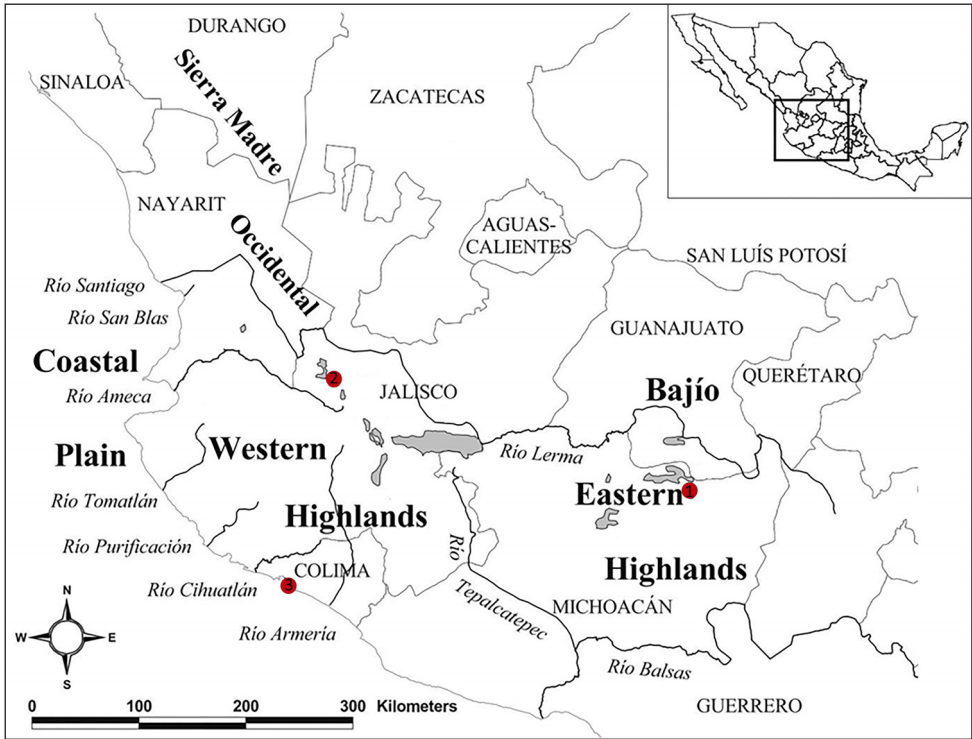 DURANGO
SINALOA
Sierra Madre
ZACATECAS
NAYARIT
Occidental
AGUAS-
CALIENTES
SAN LUÍS POTOSÍ
Río Santiago
Río San Blas
GUANAJUATO
Coastal
2
JALISCO
Bajío
QUERÉTARO
Río Ameca
Plain
Western
Río Lerma
Eastern
1
Río Tomatlán
Highlands
Río Purificación
Río
COLIMA
3
Highlands
Río Cihuatlán
Tepalcatepec
MICHOACÁN
Río Armería
N
W
E
S
Río Balsas
GUERRERO
0 100 200 300 Kilometers